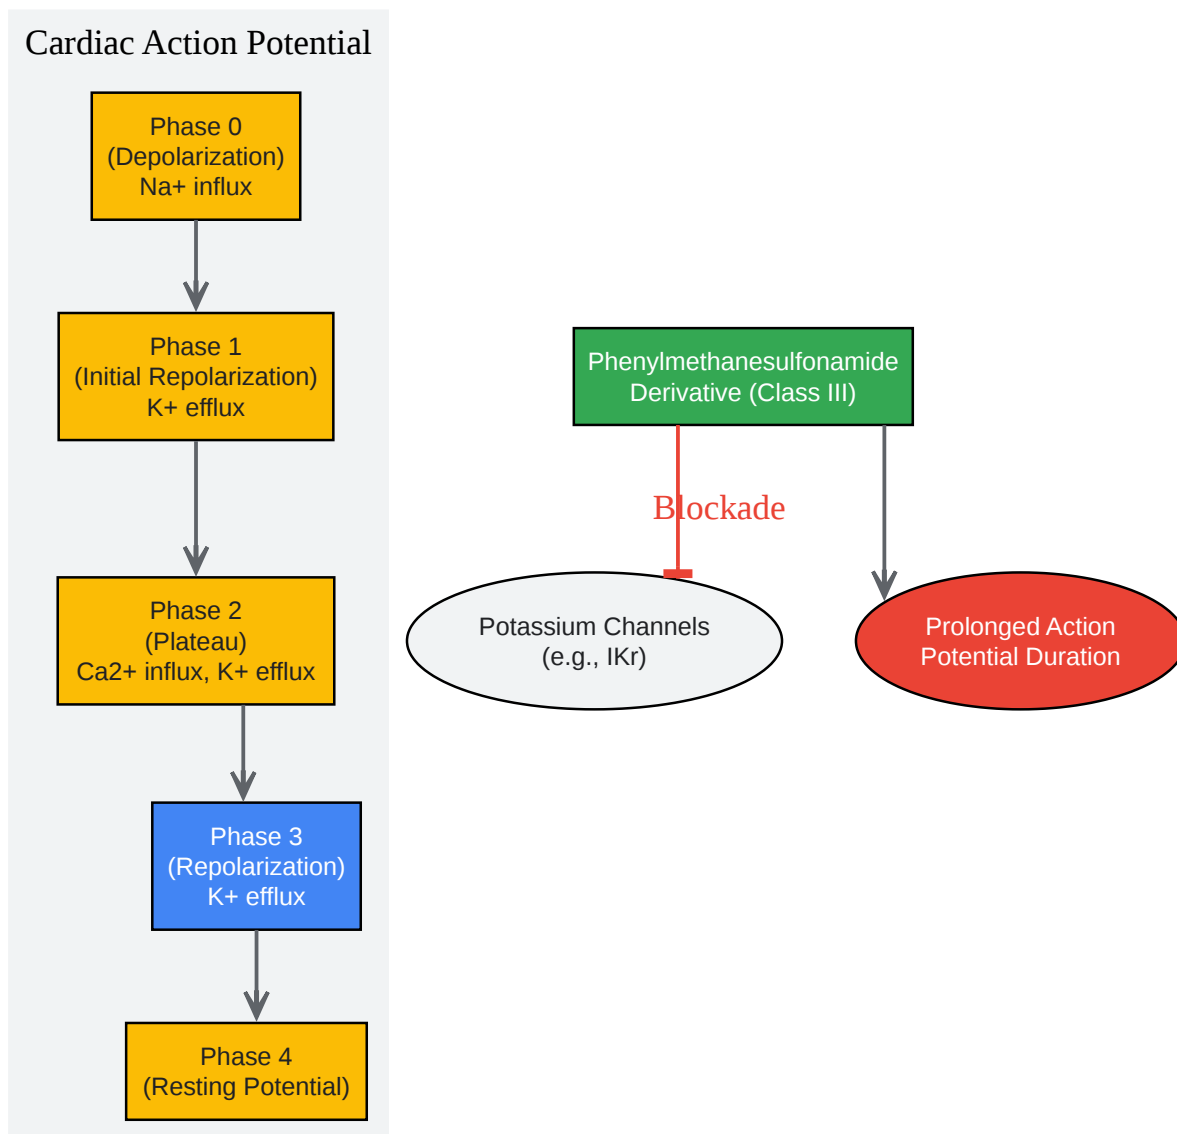 Cardiac Action Potential
Phase 0
(Depolarization)
Na+ influx
Phase 1
(Initial Repolarization)
K+ efflux
Phase 2
(Plateau)
Ca2+ influx, K+ efflux
Phase 3
(Repolarization)
K+ efflux
Phase 4
(Resting Potential)
Phenylmethanesulfonamide
Derivative (Class III)
Blockade
Potassium Channels
(e.g., IKr)
Prolonged Action
Potential Duration